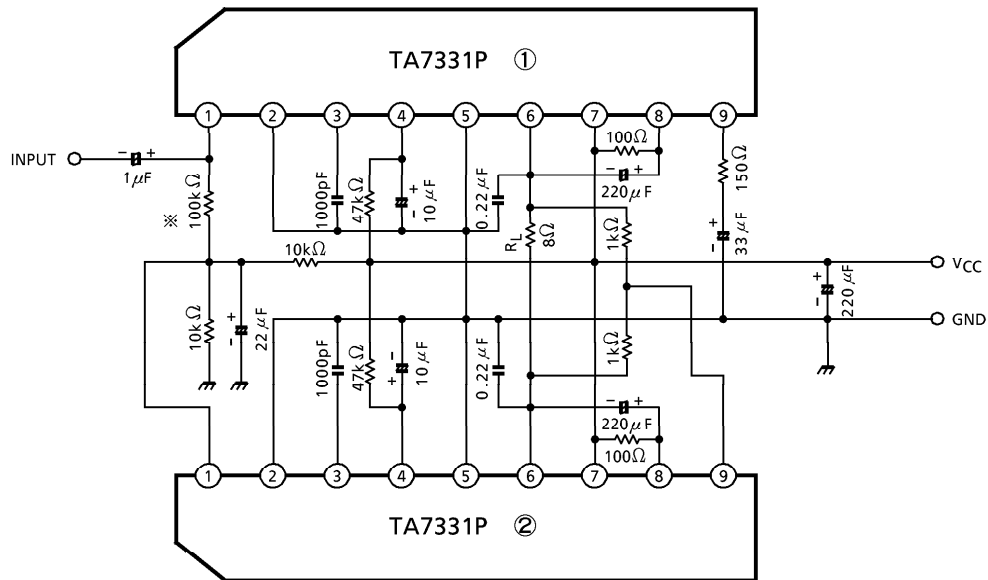 TA7331P ①
1 2 3 4 5 6 7 8 9
INPUT
- +
1μF
※ 100kΩ
1000pF
47kΩ
+
-
10μF
0.22μF
100Ω
- +
220μF
150Ω
- +
33μF
RL
8Ω
1kΩ
10kΩ
VCC
10kΩ
+
-
22μF
+
-
220μF
GND
1000pF
47kΩ
-
+
10μF
0.22μF
1kΩ
- +
220μF
100Ω
1 2 3 4 5 6 7 8 9
TA7331P ②